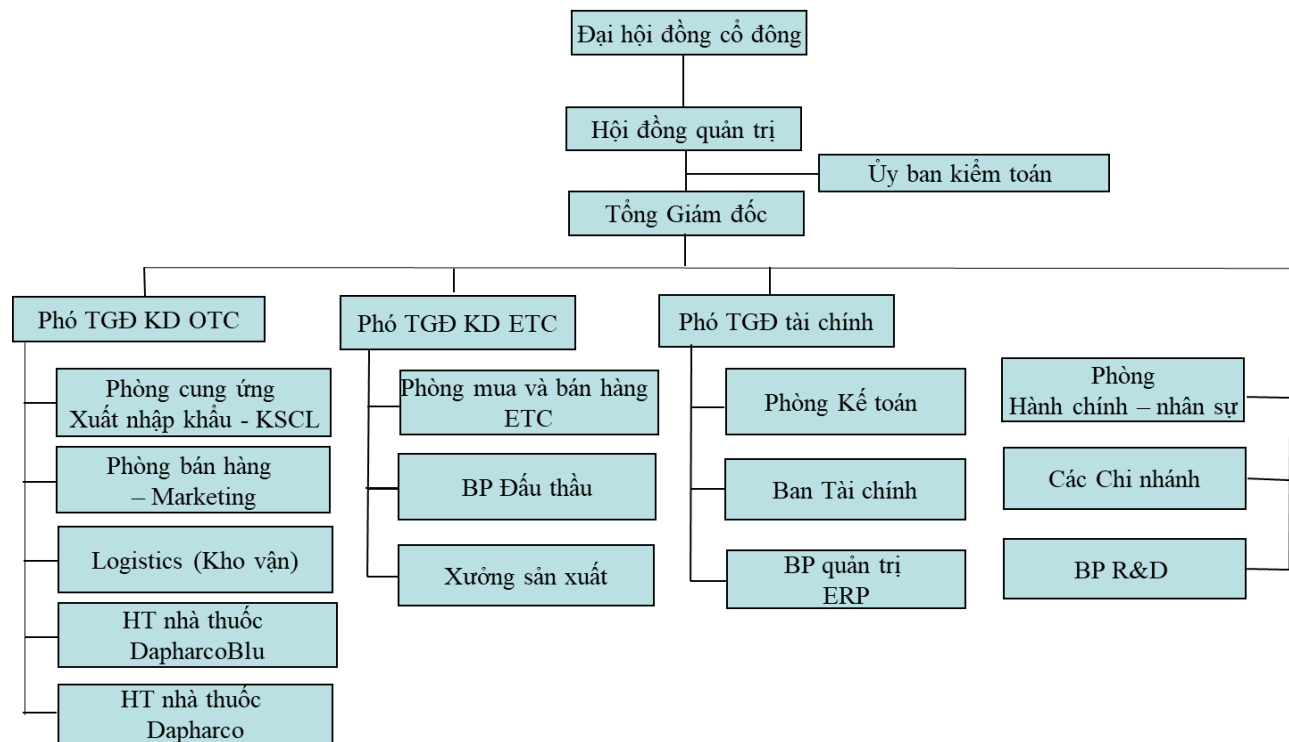 Đại hội đồng cổ đông
Hội đồng quản trị
Ủy ban kiểm toán
Tổng Giám đốc
Phó TGĐ KD OTC
Phòng cung ứng
Xuất nhập khẩu - KSCL
Phòng bán hàng
– Marketing
Logistics (Kho vận)
HT nhà thuốc
DapharcoBlu
HT nhà thuốc
Dapharco
Phó TGĐ KD ETC
Phòng mua và bán hàng
ETC
BP Đấu thầu
Xưởng sản xuất
Phó TGĐ tài chính
Phòng Kế toán
Ban Tài chính
BP quản trị
ERP
Phòng
Hành chính – nhân sự
Các Chi nhánh
BP R&D